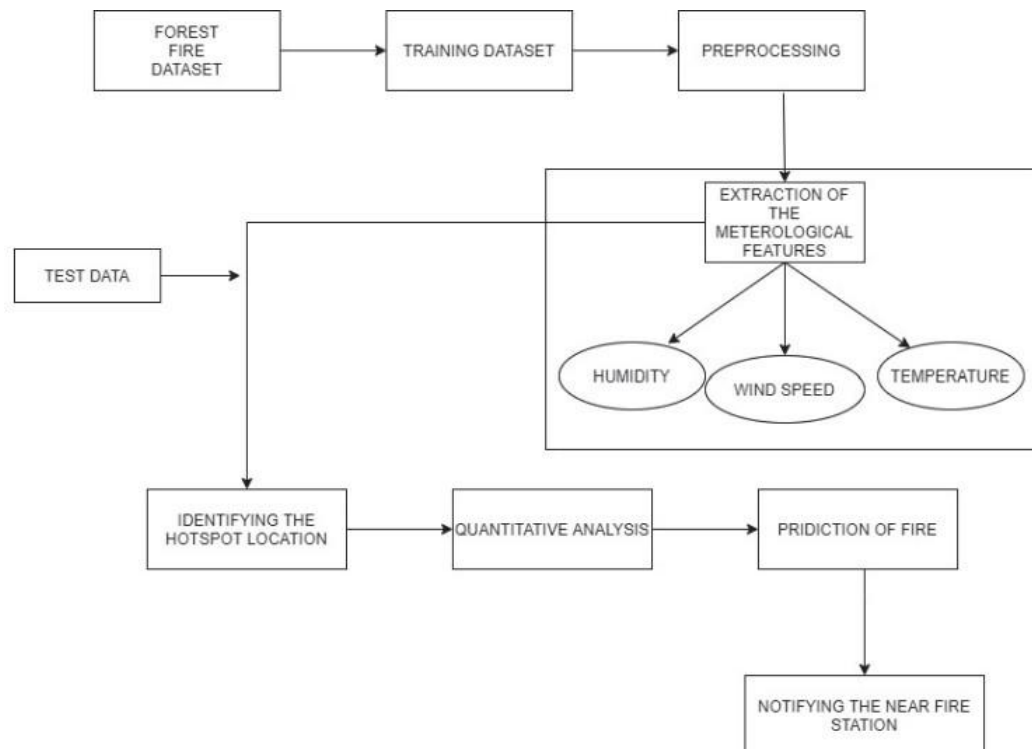 FOREST
FIRE
DATASET
TRAINING DATASET
PREPROCESSING
EXTRACTION OF
THE
METEROLOGICAL
FEATURES
TEST DATA
HUMIDITY
WIND SPEED
TEMPERATURE
IDENTIFYING THE
HOTSPOT LOCATION
QUANTITATIVE ANALYSIS
PRIDICTION OF FIRE
NOTIFYING THE NEAR FIRE
STATION